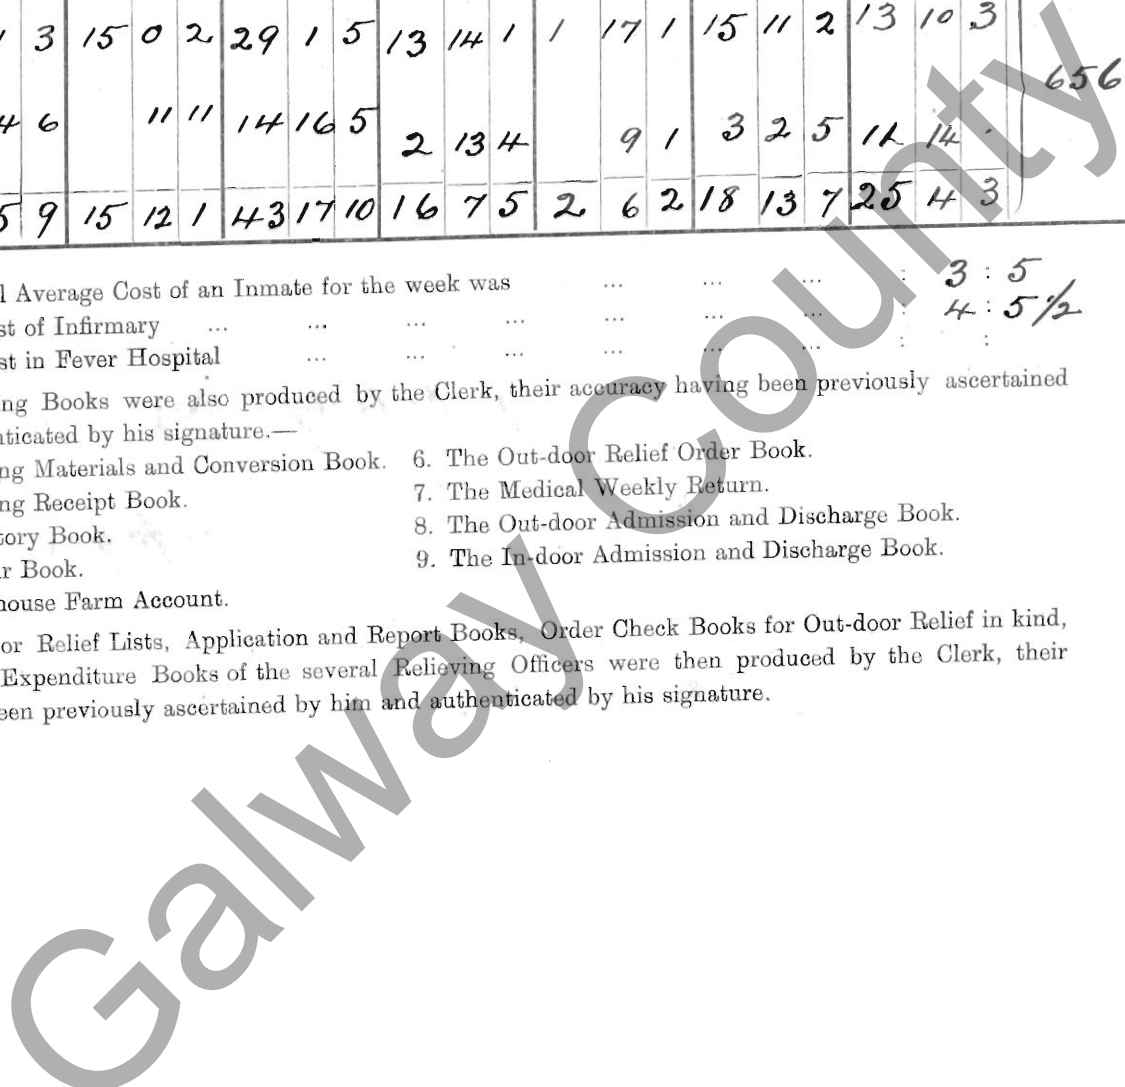 3 15 0 2 29 1 5 13 14 1 1 17 1 15 11 2 13 10 3
656
4 6 11 11 14 16 5 2 13 4 9 1 3 2 5 11 14 .
5 9 15 12 1 43 17 10 16 7 5 2 6 2 18 13 7 25 4 3
l Average Cost of an Inmate for the week was ... ... ... : 3 : 5
st of Infirmary ... ... ... ... ... ... ... : 4 : 5 1/2
st in Fever Hospital ... ... ... ... ... ... : :
ng Books were also produced by the Clerk, their accuracy having been previously ascertained
nticated by his signature.—
ng Materials and Conversion Book.
ng Receipt Book.
tory Book.
r Book.
house Farm Account.
6. The Out-door Relief Order Book.
7. The Medical Weekly Return.
8. The Out-door Admission and Discharge Book.
9. The In-door Admission and Discharge Book.
or Relief Lists, Application and Report Books, Order Check Books for Out-door Relief in kind,
Expenditure Books of the several Relieving Officers were then produced by the Clerk, their
een previously ascertained by him and authenticated by his signature.
Galway County